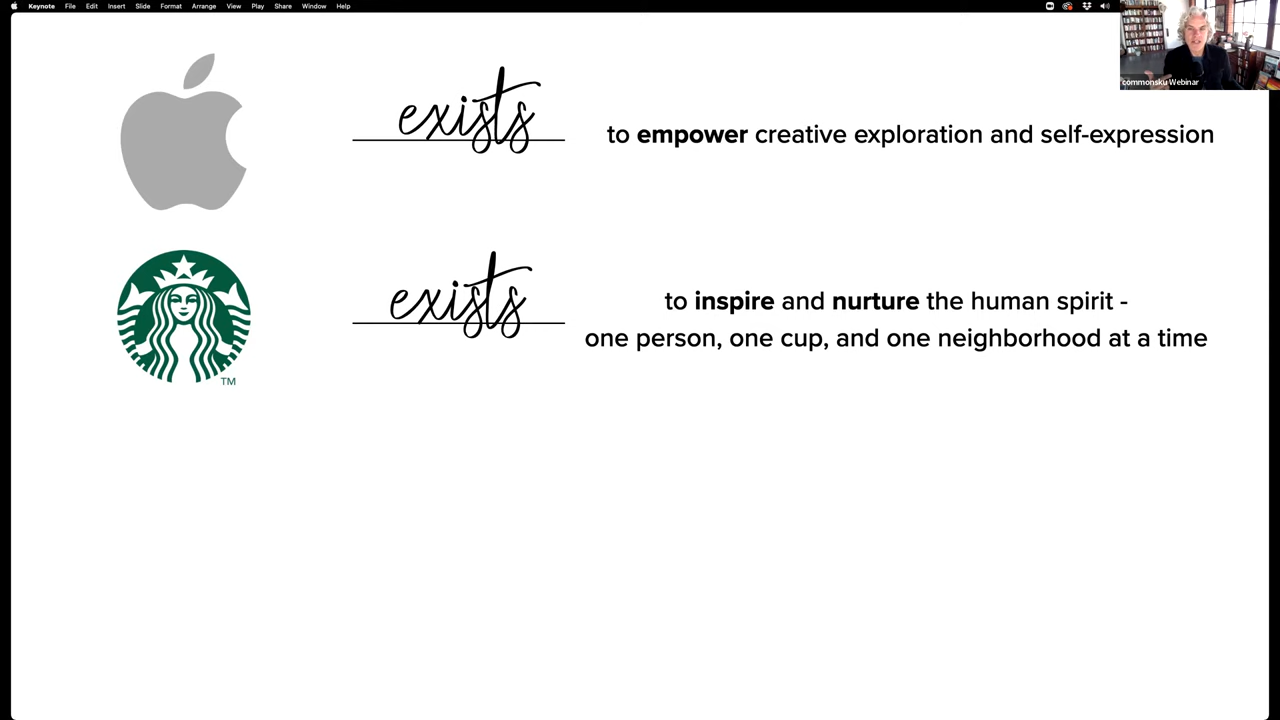 Keynote File Edit Insert Slide Format Arrange View Play Share Window Help
commonsku Webinar
exists to empower creative exploration and self-expression
exists to inspire and nurture the human spirit -
one person, one cup, and one neighborhood at a time
TM